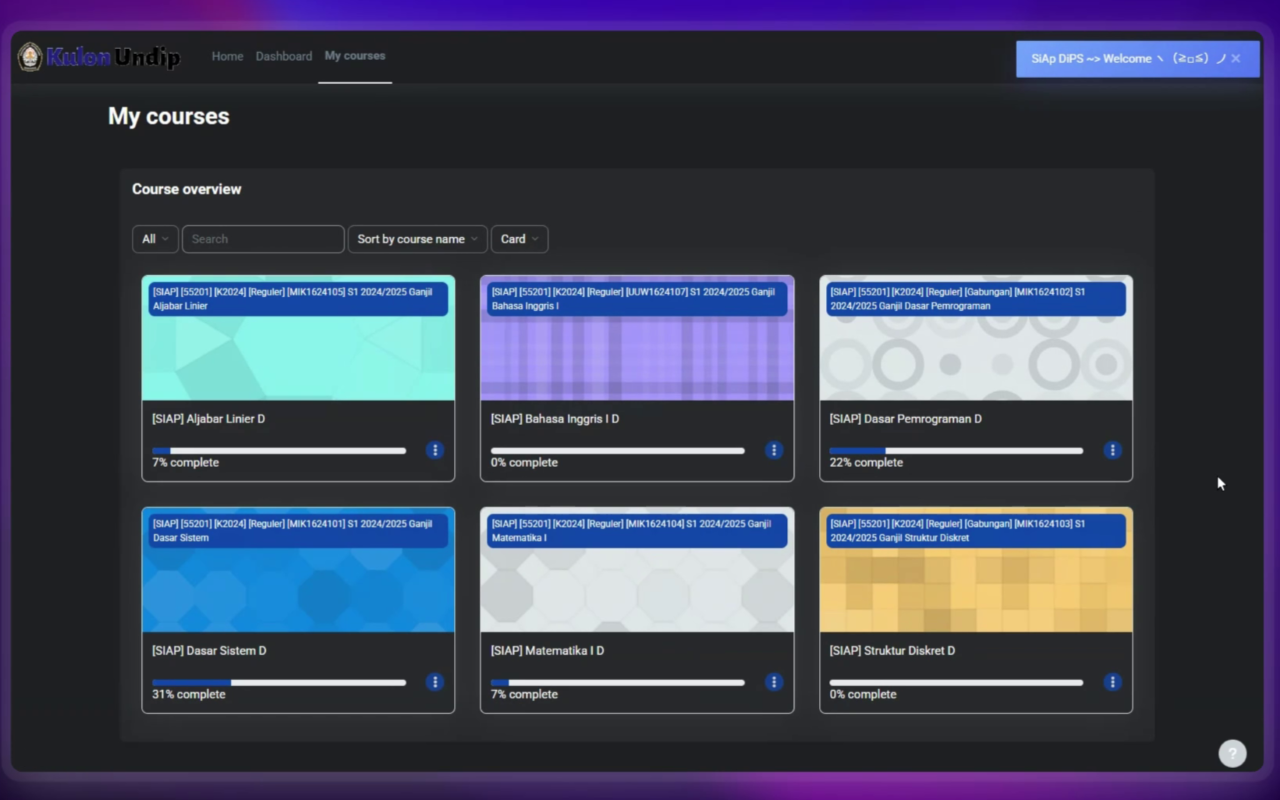 Kulon Undip
Home
Dashboard
My courses
SiAp DiPS ~> Welcome ヽ (≥□≤) ノ ×
My courses
Course overview
All
Search
Sort by course name
Card
[SIAP] [55201] [K2024] [Reguler] [MIK1624105] S1 2024/2025 Ganjil
Aljabar Linier
[SIAP] Aljabar Linier D
7% complete
[SIAP] [55201] [K2024] [Reguler] [UUW1624107] S1 2024/2025 Ganjil
Bahasa Inggris I
[SIAP] Bahasa Inggris I D
0% complete
[SIAP] [55201] [K2024] [Reguler] [Gabungan] [MIK1624102] S1
2024/2025 Ganjil Dasar Pemrograman
[SIAP] Dasar Pemrograman D
22% complete
[SIAP] [55201] [K2024] [Reguler] [MIK1624101] S1 2024/2025 Ganjil
Dasar Sistem
[SIAP] Dasar Sistem D
31% complete
[SIAP] [55201] [K2024] [Reguler] [MIK1624104] S1 2024/2025 Ganjil
Matematika I
[SIAP] Matematika I D
7% complete
[SIAP] [55201] [K2024] [Reguler] [Gabungan] [MIK1624103] S1
2024/2025 Ganjil Struktur Diskret
[SIAP] Struktur Diskret D
0% complete
?